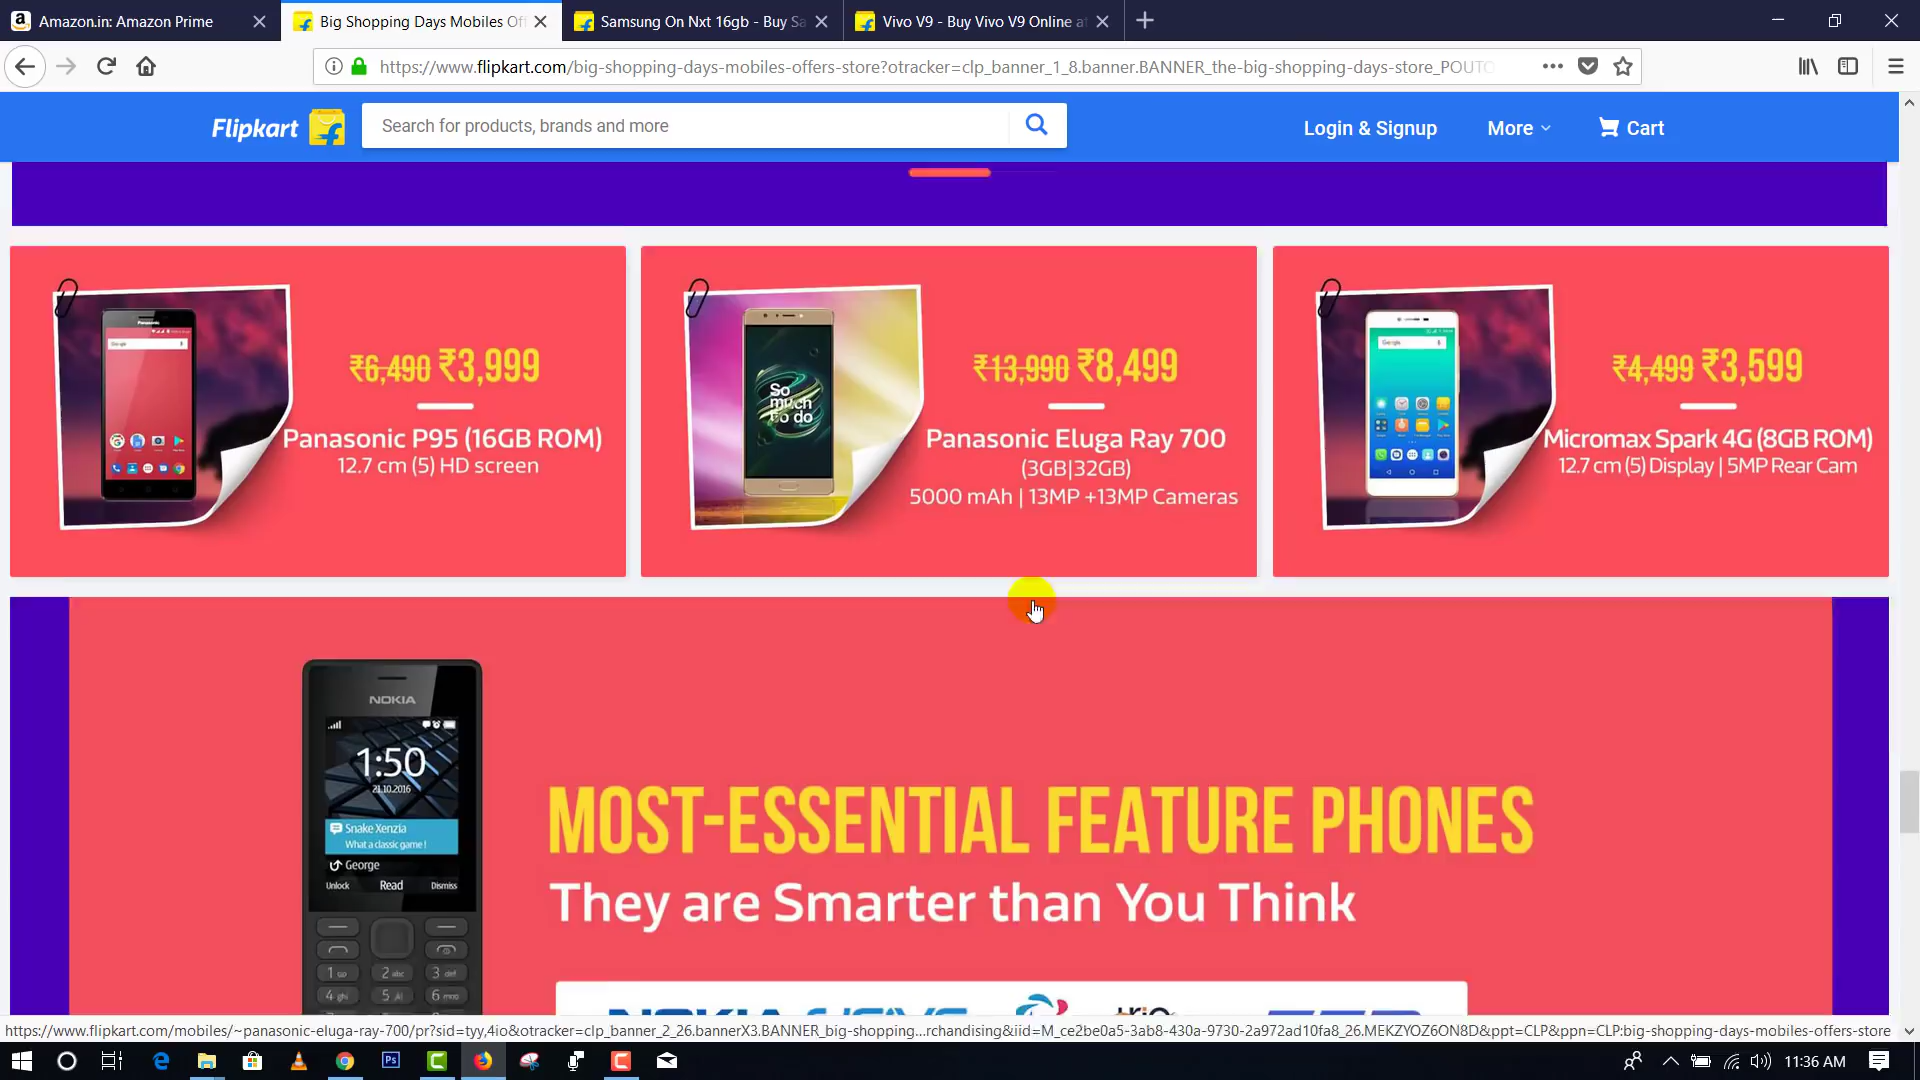 Amazon.in: Amazon Prime
Big Shopping Days Mobiles Of
Samsung On Nxt 16gb - Buy Sa
Vivo V9 - Buy Vivo V9 Online a
https://www.flipkart.com/big-shopping-days-mobiles-offers-store?otracker=clp_banner_1_8.banner.BANNER_the-big-shopping-days-store_POUTO
Flipkart
Search for products, brands and more
Login & Signup
More
Cart
₹6,490 ₹3,999
Panasonic P95 (16GB ROM)
12.7 cm (5) HD screen
So much to do
₹13,990 ₹8,499
Panasonic Eluga Ray 700
(3GB|32GB)
5000 mAh | 13MP +13MP Cameras
₹4,499 ₹3,599
Micromax Spark 4G (8GB ROM)
12.7 cm (5) Display | 5MP Rear Cam
NOKIA
1:50
21.10.2016
Snake Xenzia
What a classic game !
George
Unlock Read Dismiss
MOST-ESSENTIAL FEATURE PHONES
They are Smarter than You Think
NOKIA
https://www.flipkart.com/mobiles/~panasonic-eluga-ray-700/pr?sid=tyy,4io&otracker=clp_banner_2_26.bannerX3.BANNER_big-shopping...rchandising&iid=M_ce2be0a5-3ab8-430a-9730-2a972ad10fa8_26.MEKZYOZ6ON8D&ppt=CLP&ppn=CLP:big-shopping-days-mobiles-offers-store
11:36 AM